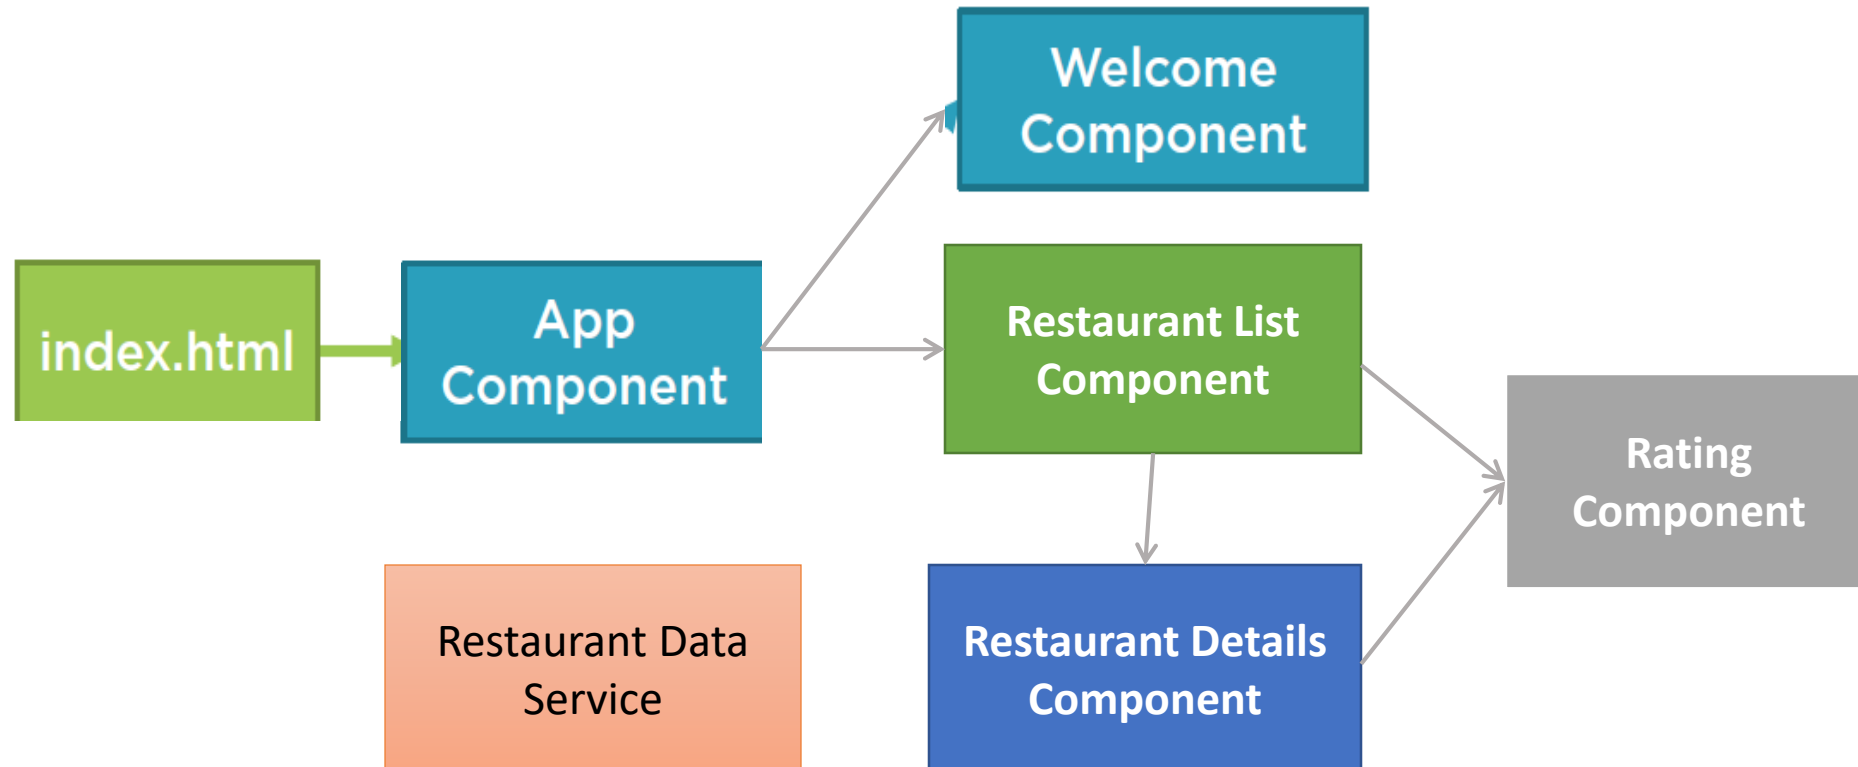 Welcome
Component
index.html
App
Component
Restaurant List
Component
Rating
Component
Restaurant Data
Service
Restaurant Details
Component